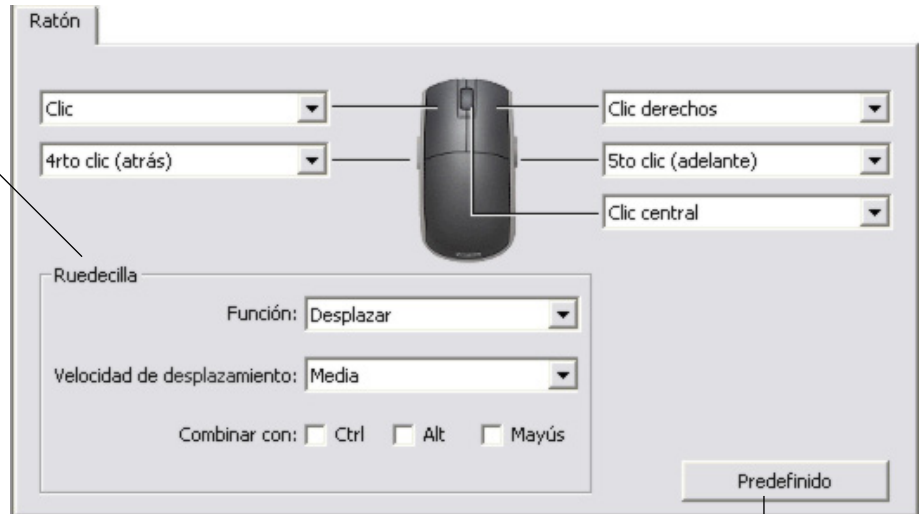 Ratón
Clic
Clic derechos
4rto clic (atrás)
5to clic (adelante)
Clic central
Ruedecilla
Función: Desplazar
Velocidad de desplazamiento: Media
Combinar con: Ctrl Alt Mayús
Predefinido